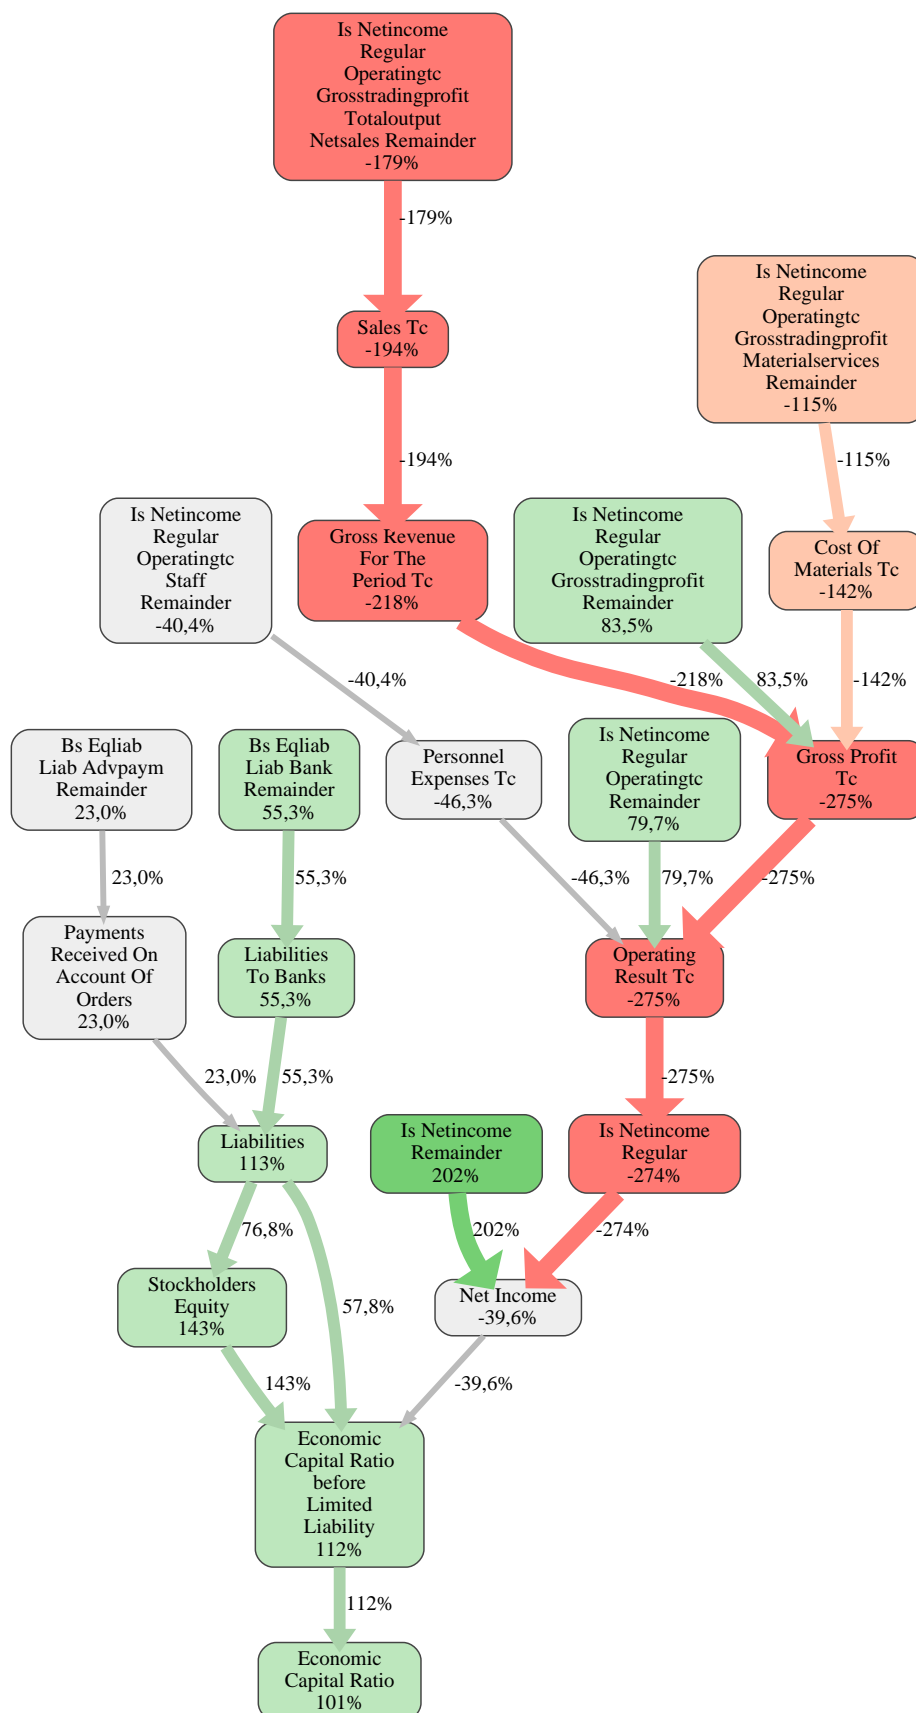 Is Netincome
Regular
Operatingtc
Grosstradingprofit
Totaloutput
Netsales Remainder
-179%
-179%
Is Netincome
Regular
Operatingtc
Grosstradingprofit
Materialservices
Remainder
-115%
Sales Tc
-194%
-194%
-115%
Is Netincome
Regular
Operatingtc
Staff
Remainder
-40,4%
Gross Revenue
For The
Period Tc
-218%
Is Netincome
Regular
Operatingtc
Grosstradingprofit
Remainder
83,5%
Cost Of
Materials Tc
-142%
-40,4%
-218%
83,5%
-142%
Bs Eqliab
Liab Advpaym
Remainder
23,0%
Bs Eqliab
Liab Bank
Remainder
55,3%
Personnel
Expenses Tc
-46,3%
Is Netincome
Regular
Operatingtc
Remainder
79,7%
Gross Profit
Tc
-275%
23,0%
55,3%
-46,3%
79,7%
-275%
Payments
Received On
Account Of
Orders
23,0%
Liabilities
To Banks
55,3%
Operating
Result Tc
-275%
23,0%
55,3%
-275%
Liabilities
113%
Is Netincome
Remainder
202%
Is Netincome
Regular
-274%
76,8%
57,8%
202%
-274%
Stockholders
Equity
143%
Net Income
-39,6%
143%
-39,6%
Economic
Capital Ratio
before
Limited
Liability
112%
112%
Economic
Capital Ratio
101%